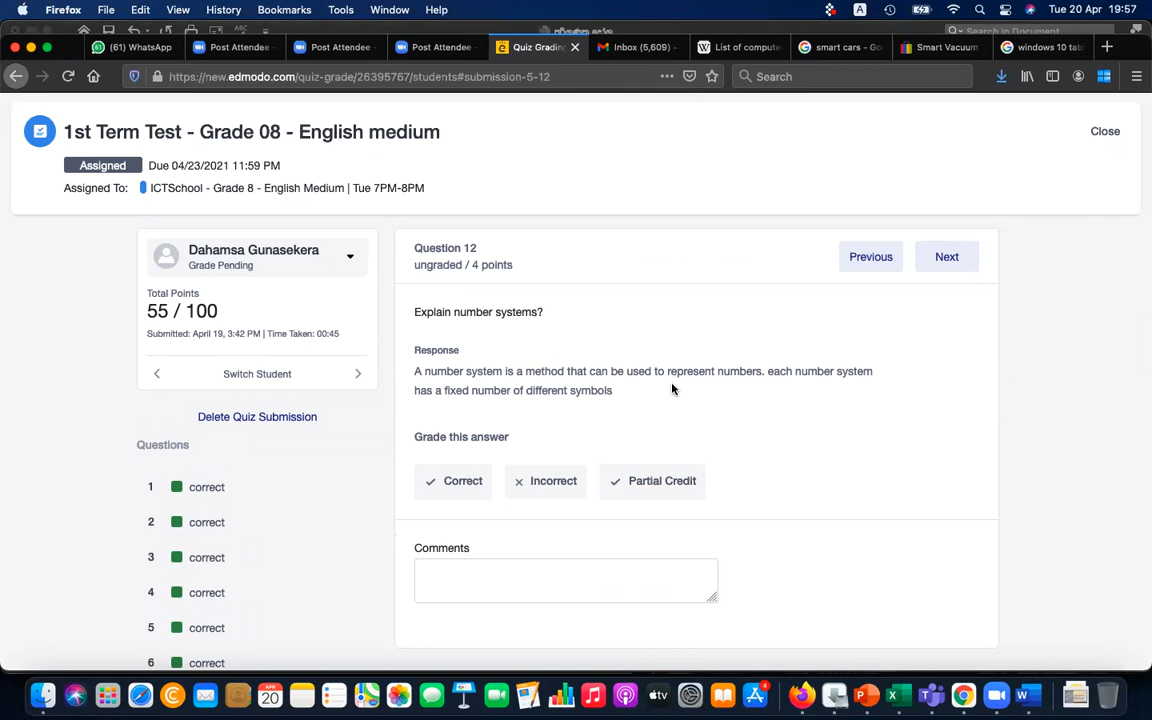 Firefox File Edit View History Bookmarks Tools Window Help A Tue 20 Apr 19:57
(61) WhatsApp Post Attendee Post Attendee Post Attendee Quiz Grading Inbox (5,609) - List of compute smart cars - Go Smart Vacuum windows 10 tab
https://new.edmodo.com/quiz-grade/26395767/students#submission-5-12 Search
1st Term Test - Grade 08 - English medium
Close
Assigned Due 04/23/2021 11:59 PM
Assigned To: ICTSchool - Grade 8 - English Medium | Tue 7PM-8PM
Dahamsa Gunasekera
Grade Pending
Total Points
55 / 100
Submitted: April 19, 3:42 PM | Time Taken: 00:45
Switch Student
Delete Quiz Submission
Questions
1 correct
2 correct
3 correct
4 correct
5 correct
6 correct
Question 12
ungraded / 4 points
Previous Next
Explain number systems?
Response
A number system is a method that can be used to represent numbers. each number system
has a fixed number of different symbols
Grade this answer
Correct Incorrect Partial Credit
Comments
APR
20
tv
4